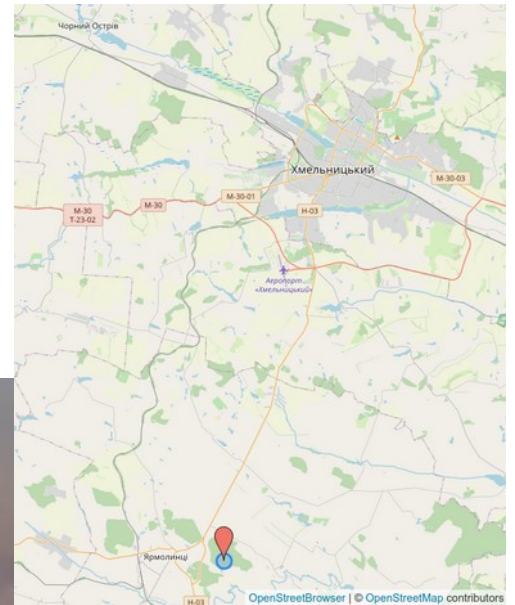 Чорний Острів
Хмельницький
М-30-03
М-30-01
М-30
Т-23-02
М-30
Н-03
Аеропорт
«Хмельницький»
Ярмолинці
Н-03
OpenStreetBrowser | © OpenStreetMap contributors